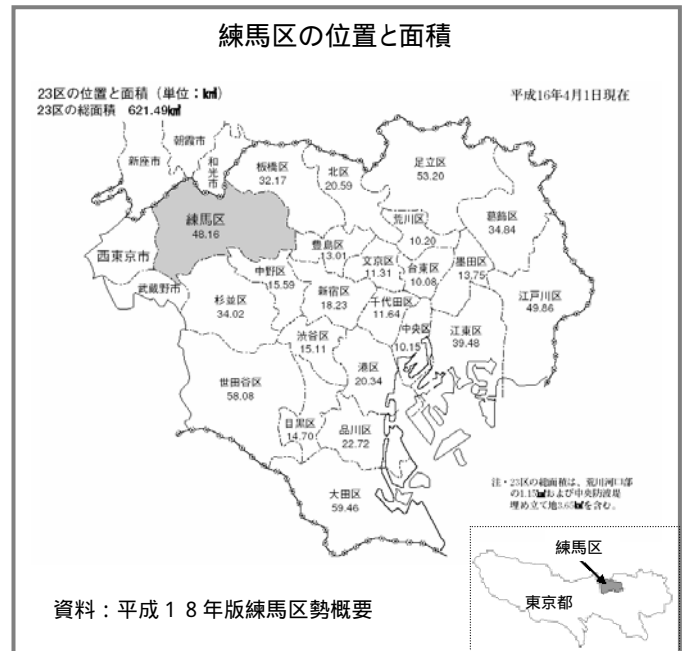 練馬区の位置と面積
23区の位置と面積（単位：㎢）
23区の総面積　621.49㎢
平成16年4月1日現在
朝霞市
新座市
和光市
板橋区
32.17
北区
20.59
足立区
53.20
練馬区
48.16
荒川区
10.20
葛飾区
34.84
西東京市
豊島区
13.01
文京区
11.31
台東区
10.08
墨田区
13.75
武蔵野市
中野区
15.59
杉並区
34.02
新宿区
18.23
千代田区
11.64
江戸川区
49.86
渋谷区
15.11
中央区
10.15
江東区
39.48
世田谷区
58.08
港区
20.34
目黒区
14.70
品川区
22.72
大田区
59.46
注・23区の総面積は、荒川河口部
の1.15㎢および中央防波堤
埋め立て地3.65㎢を含む。
練馬区
東京都
資料：平成１８年版練馬区勢概要